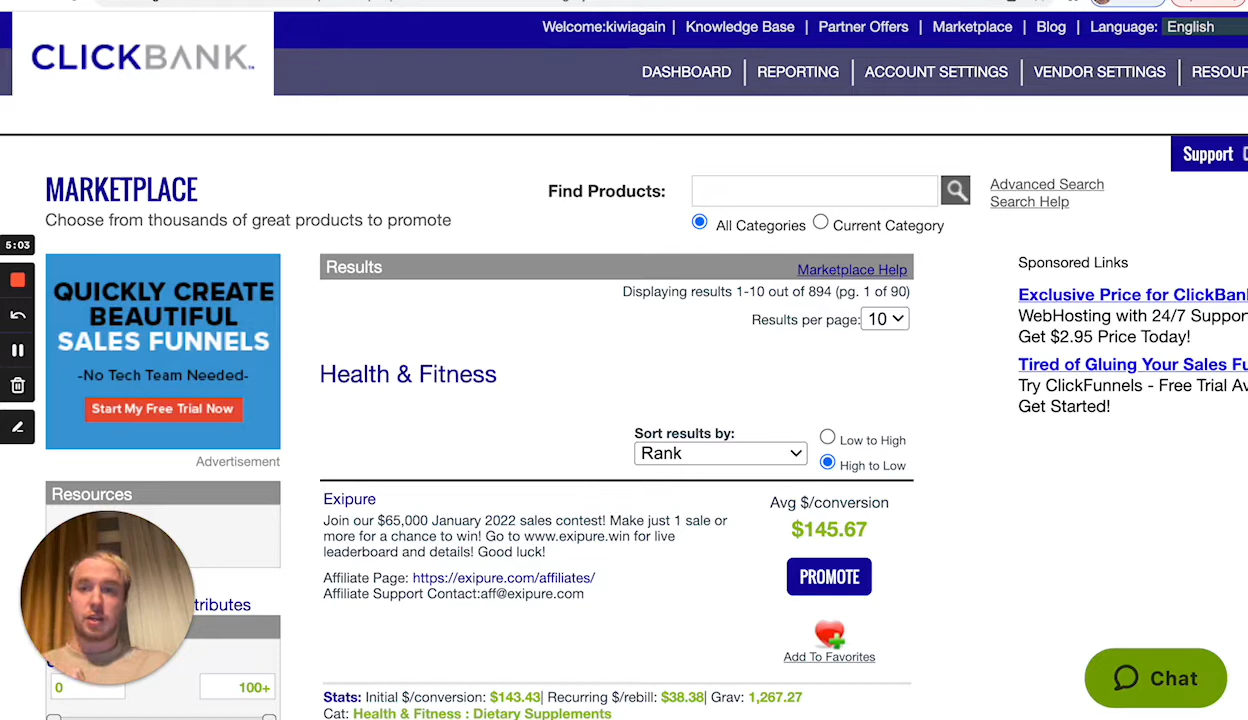 Welcome:kiwiagain | Knowledge Base | Partner Offers | Marketplace | Blog | Language: English
CLICKBANK
DASHBOARD | REPORTING | ACCOUNT SETTINGS | VENDOR SETTINGS | RESOUR
Support
MARKETPLACE
Choose from thousands of great products to promote
Find Products:
Advanced Search
Search Help
All Categories
Current Category
5:03
QUICKLY CREATE
BEAUTIFUL
SALES FUNNELS
-No Tech Team Needed-
Start My Free Trial Now
Advertisement
Resources
tributes
0
100+
Results
Marketplace Help
Displaying results 1-10 out of 894 (pg. 1 of 90)
Results per page: 10
Health & Fitness
Sort results by:
Rank
Low to High
High to Low
Exipure
Join our $65,000 January 2022 sales contest! Make just 1 sale or
more for a chance to win! Go to www.exipure.win for live
leaderboard and details! Good luck!
Affiliate Page: https://exipure.com/affiliates/
Affiliate Support Contact:aff@exipure.com
Avg $/conversion
$145.67
PROMOTE
Add To Favorites
Stats: Initial $/conversion: $143.43| Recurring $/rebill: $38.38| Grav: 1,267.27
Cat: Health & Fitness : Dietary Supplements
Sponsored Links
Exclusive Price for ClickBank
WebHosting with 24/7 Suppor
Get $2.95 Price Today!
Tired of Gluing Your Sales Fu
Try ClickFunnels - Free Trial Av
Get Started!
Chat